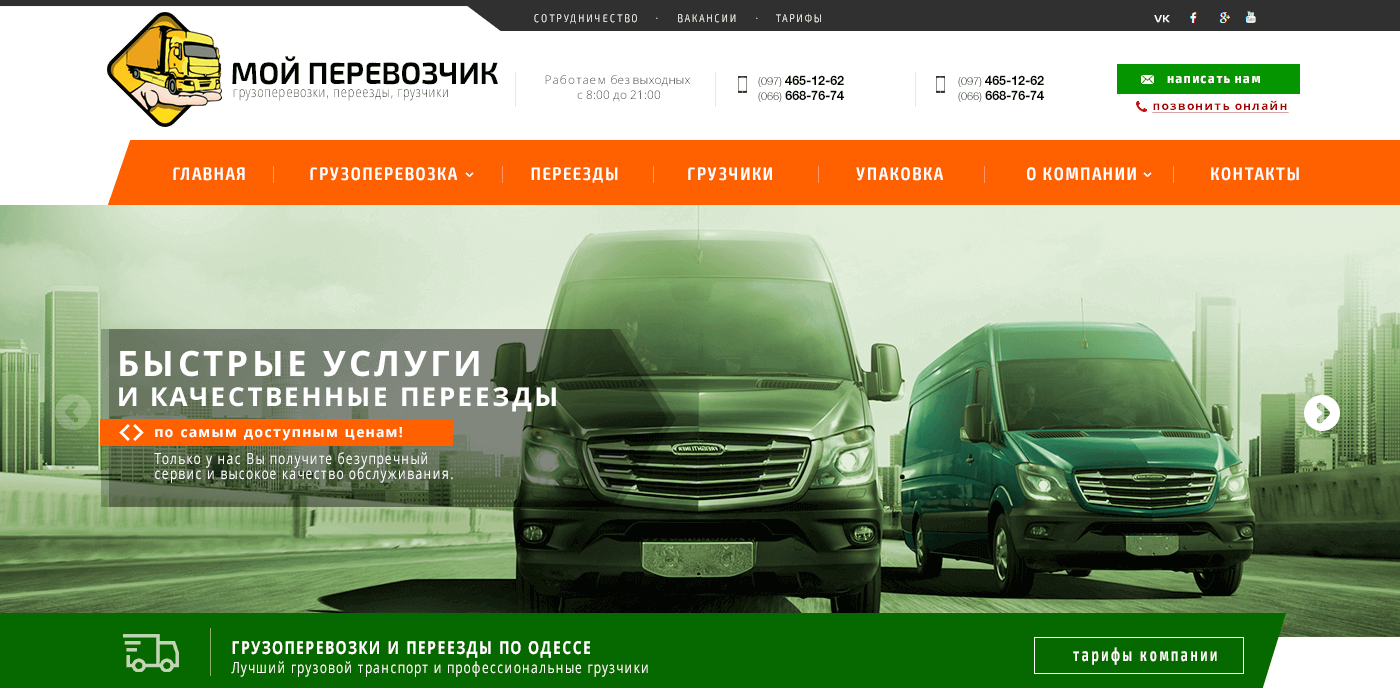 СОТРУДНИЧЕСТВО · ВАКАНСИИ · ТАРИФЫ
VK
МОЙ ПЕРЕВОЗЧИК
грузоперевозки, переезды, грузчики
Работаем без выходных
с 8:00 до 21:00
(097) 465-12-62
(066) 668-76-74
(097) 465-12-62
(066) 668-76-74
написать нам
позвонить онлайн
ГЛАВНАЯ
ГРУЗОПЕРЕВОЗКА
ПЕРЕЕЗДЫ
ГРУЗЧИКИ
УПАКОВКА
О КОМПАНИИ
КОНТАКТЫ
БЫСТРЫЕ УСЛУГИ
И КАЧЕСТВЕННЫЕ ПЕРЕЕЗДЫ
по самым доступным ценам!
Только у нас Вы получите безупречный
сервис и высокое качество обслуживания.
ГРУЗОПЕРЕВОЗКИ И ПЕРЕЕЗДЫ ПО ОДЕССЕ
Лучший грузовой транспорт и профессиональные грузчики
тарифы компании